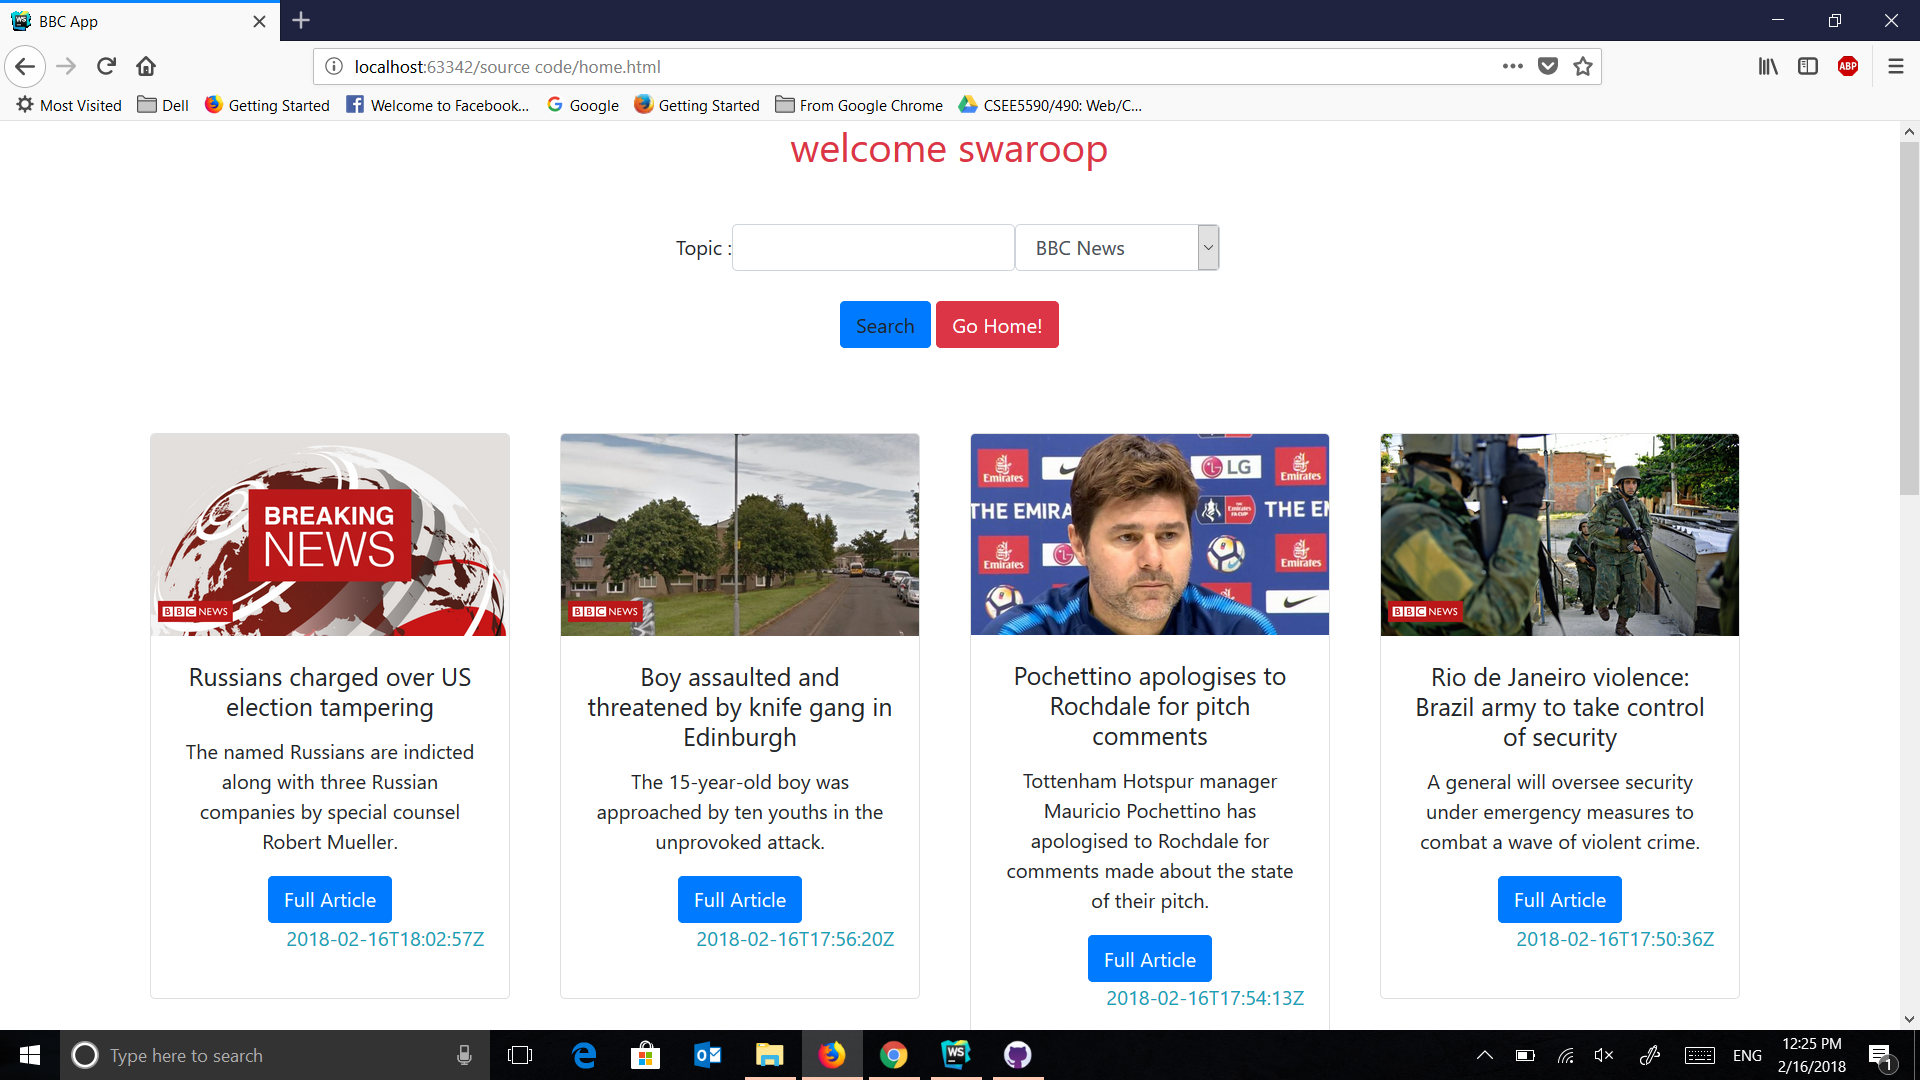 BBC App
localhost:63342/source code/home.html
ABP
Most Visited
Dell
Getting Started
Welcome to Facebook...
Google
Getting Started
From Google Chrome
CSEE5590/490: Web/C...
welcome swaroop
Topic :
BBC News
Search
Go Home!
BREAKING
NEWS
BBC NEWS
Russians charged over US
election tampering
The named Russians are indicted
along with three Russian
companies by special counsel
Robert Mueller.
Full Article
2018-02-16T18:02:57Z
BBC NEWS
Boy assaulted and
threatened by knife gang in
Edinburgh
The 15-year-old boy was
approached by ten youths in the
unprovoked attack.
Full Article
2018-02-16T17:56:20Z
Emirates
LG
Emirates
THE EMIRA
Emirates
THE EM
Emirates
LG
Emirates
Pochettino apologises to
Rochdale for pitch
comments
Tottenham Hotspur manager
Mauricio Pochettino has
apologised to Rochdale for
comments made about the state
of their pitch.
Full Article
2018-02-16T17:54:13Z
BBC NEWS
Rio de Janeiro violence:
Brazil army to take control
of security
A general will oversee security
under emergency measures to
combat a wave of violent crime.
Full Article
2018-02-16T17:50:36Z
Type here to search
WS
ENG
12:25 PM
2/16/2018
1